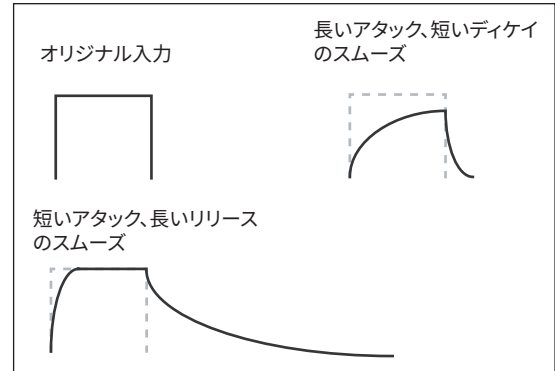 オリジナル入力
長いアタック、短いディケイ
のスムーズ
短いアタック、長いリリース
のスムーズ